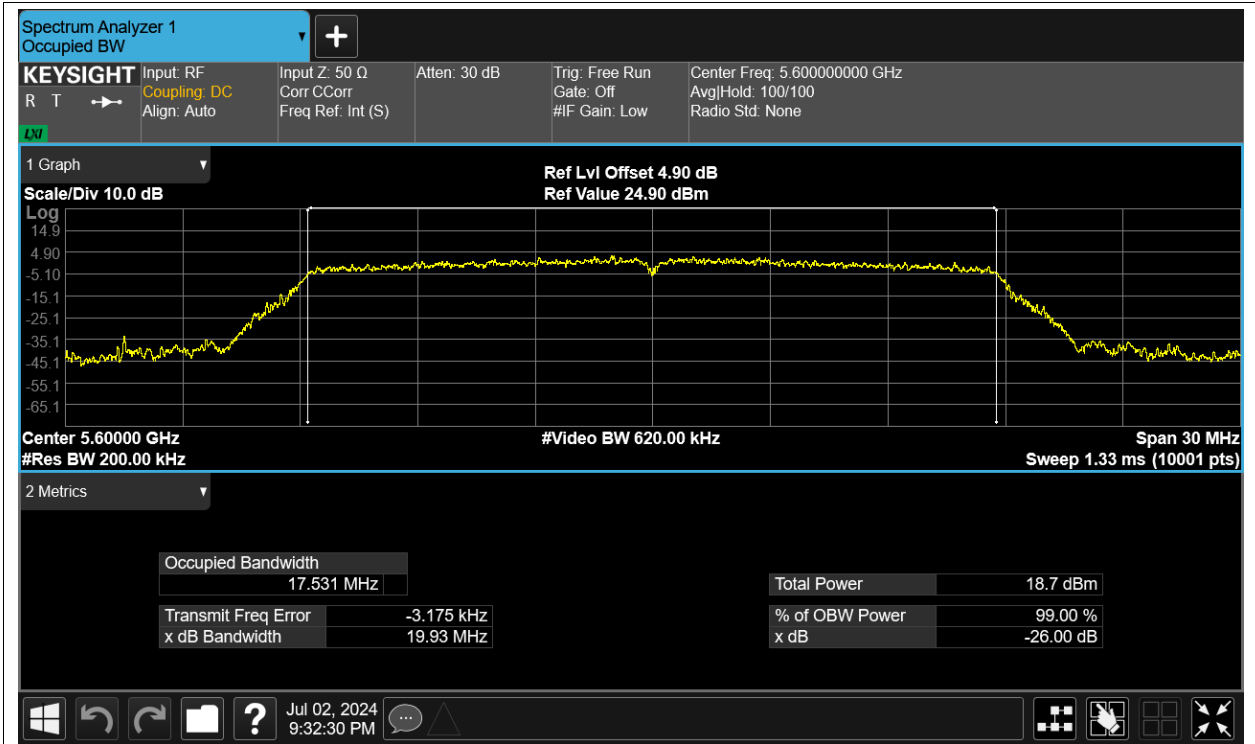 Spectrum Analyzer 1
Occupied BW
KEYSIGHT
R T
LXI
Input: RF
Coupling: DC
Align: Auto
Input Z: 50 Ω
Corr CCorr
Freq Ref: Int (S)
Atten: 30 dB
Trig: Free Run
Gate: Off
#IF Gain: Low
Center Freq: 5.600000000 GHz
Avg|Hold: 100/100
Radio Std: None
1 Graph
Scale/Div 10.0 dB
Ref Lvl Offset 4.90 dB
Ref Value 24.90 dBm
Log
14.9
4.90
-5.10
-15.1
-25.1
-35.1
-45.1
-55.1
-65.1
Center 5.60000 GHz
#Res BW 200.00 kHz
#Video BW 620.00 kHz
Span 30 MHz
Sweep 1.33 ms (10001 pts)
2 Metrics
Occupied Bandwidth
17.531 MHz
Transmit Freq Error -3.175 kHz
x dB Bandwidth 19.93 MHz
Total Power 18.7 dBm
% of OBW Power 99.00 %
x dB -26.00 dB
?
Jul 02, 2024
9:32:30 PM